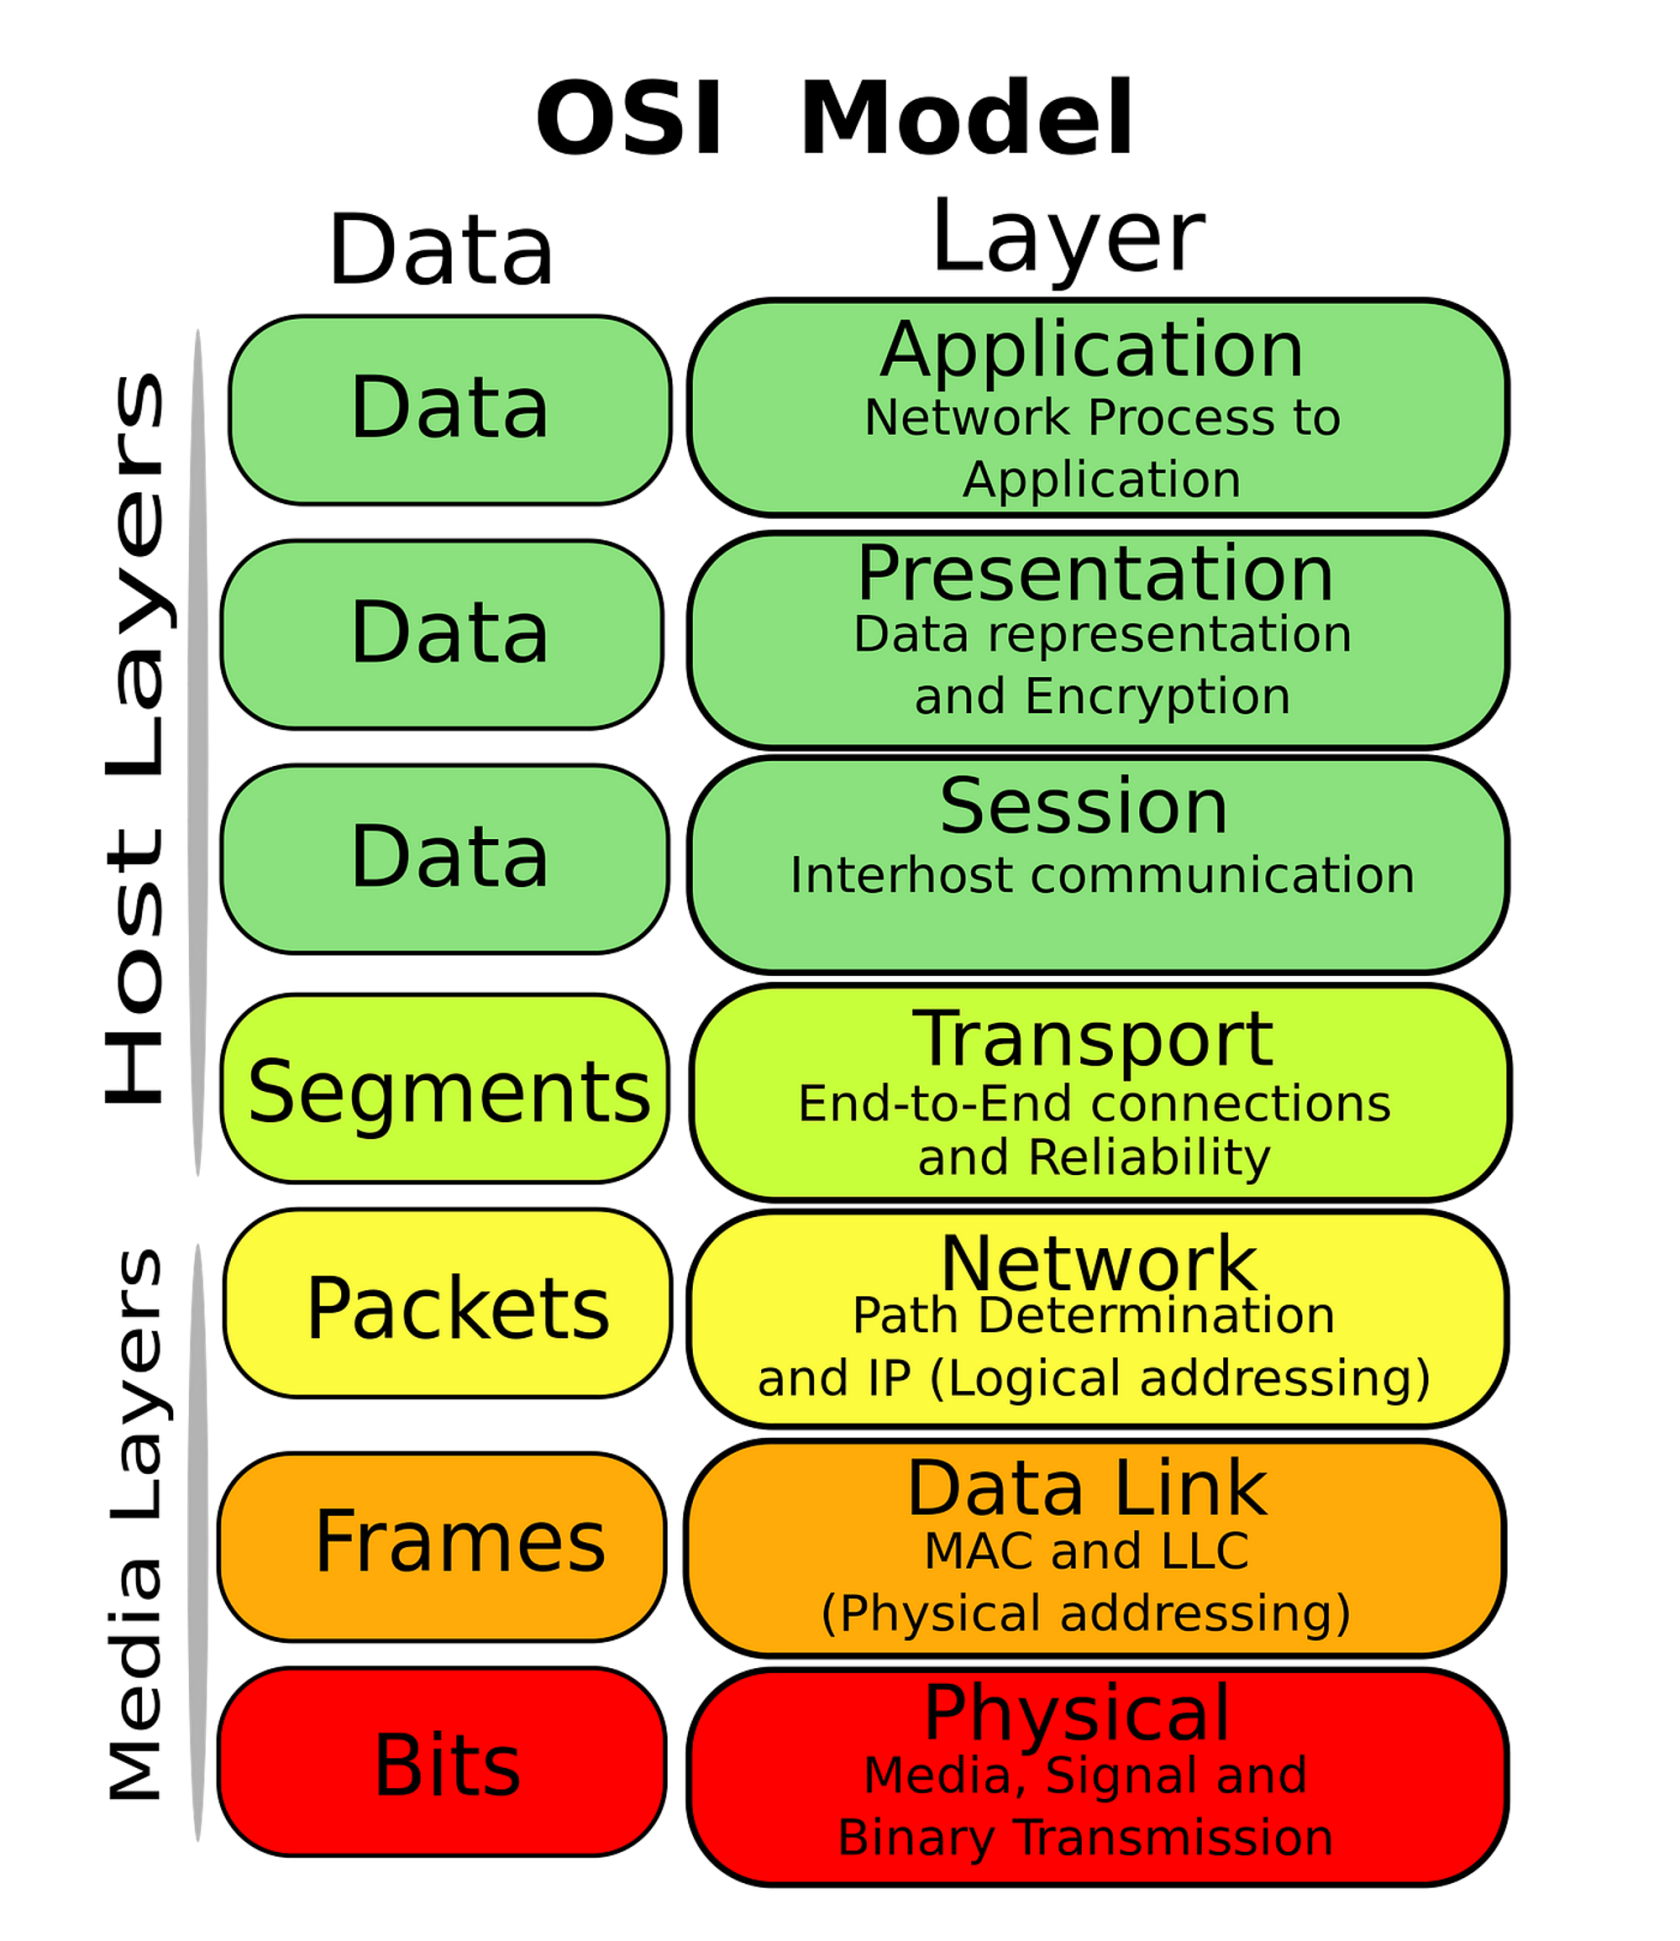 OSI Model
Data
Layer
Host Layers
Data
Application
Network Process to
Application
Data
Presentation
Data representation
and Encryption
Data
Session
Interhost communication
Segments
Transport
End-to-End connections
and Reliability
Media Layers
Packets
Network
Path Determination
and IP (Logical addressing)
Frames
Data Link
MAC and LLC
(Physical addressing)
Bits
Physical
Media, Signal and
Binary Transmission